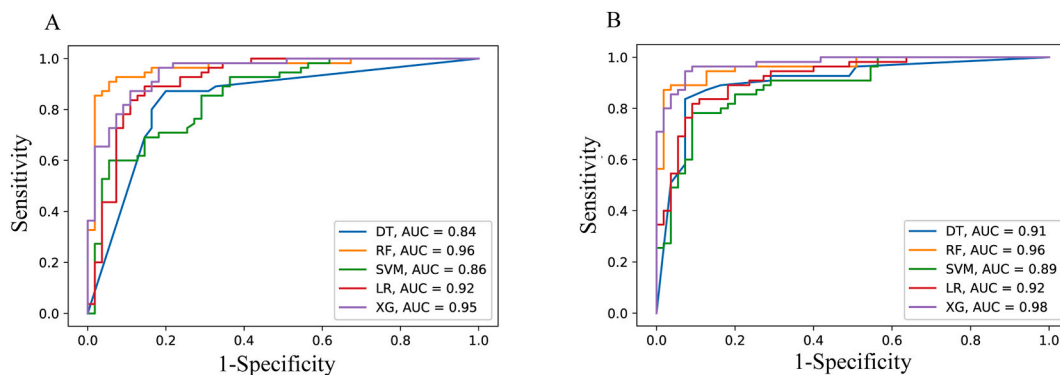 A
Sensitivity
1.0
0.8
0.6
0.4
0.2
0.0
DT, AUC = 0.84
RF, AUC = 0.96
SVM, AUC = 0.86
LR, AUC = 0.92
XG, AUC = 0.95
0.0 0.2 0.4 0.6 0.8 1.0
1-Specificity
B
Sensitivity
1.0
0.8
0.6
0.4
0.2
0.0
DT, AUC = 0.91
RF, AUC = 0.96
SVM, AUC = 0.89
LR, AUC = 0.92
XG, AUC = 0.98
0.0 0.2 0.4 0.6 0.8 1.0
1-Specificity